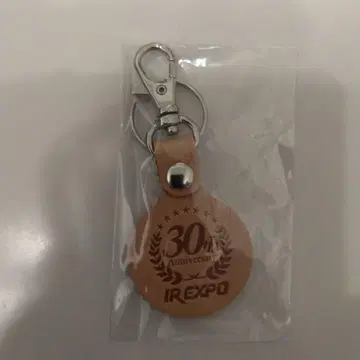 30th
Anniversary
IR EXPO